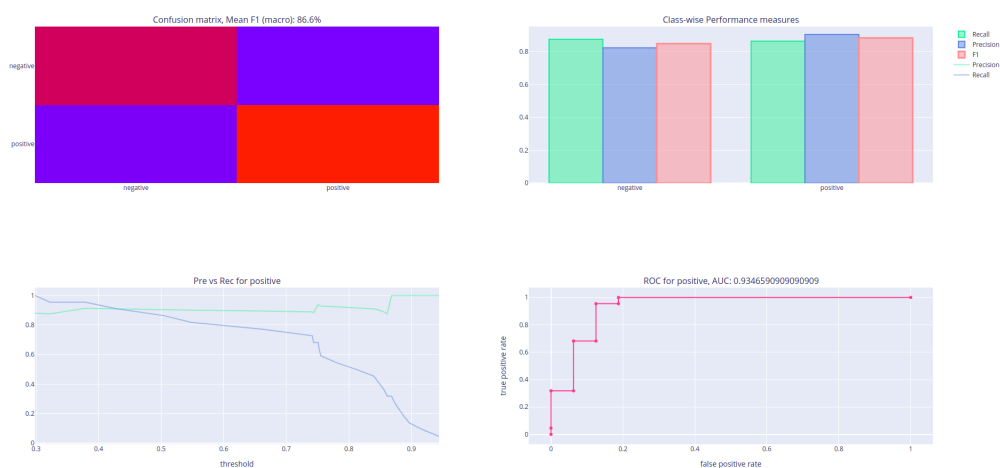 Confusion matrix, Mean F1 (macro): 86.6%
negative
positive
negative positive
Class-wise Performance measures
0.8
0.6
0.4
0.2
0
negative positive
Recall
Precision
F1
Precision
Recall
Pre vs Rec for positive
1
0.8
0.6
0.4
0.2
0
0.3 0.4 0.5 0.6 0.7 0.8 0.9
threshold
ROC for positive, AUC: 0.9346590909090909
true positive rate
1
0.8
0.6
0.4
0.2
0
0 0.2 0.4 0.6 0.8 1
false positive rate